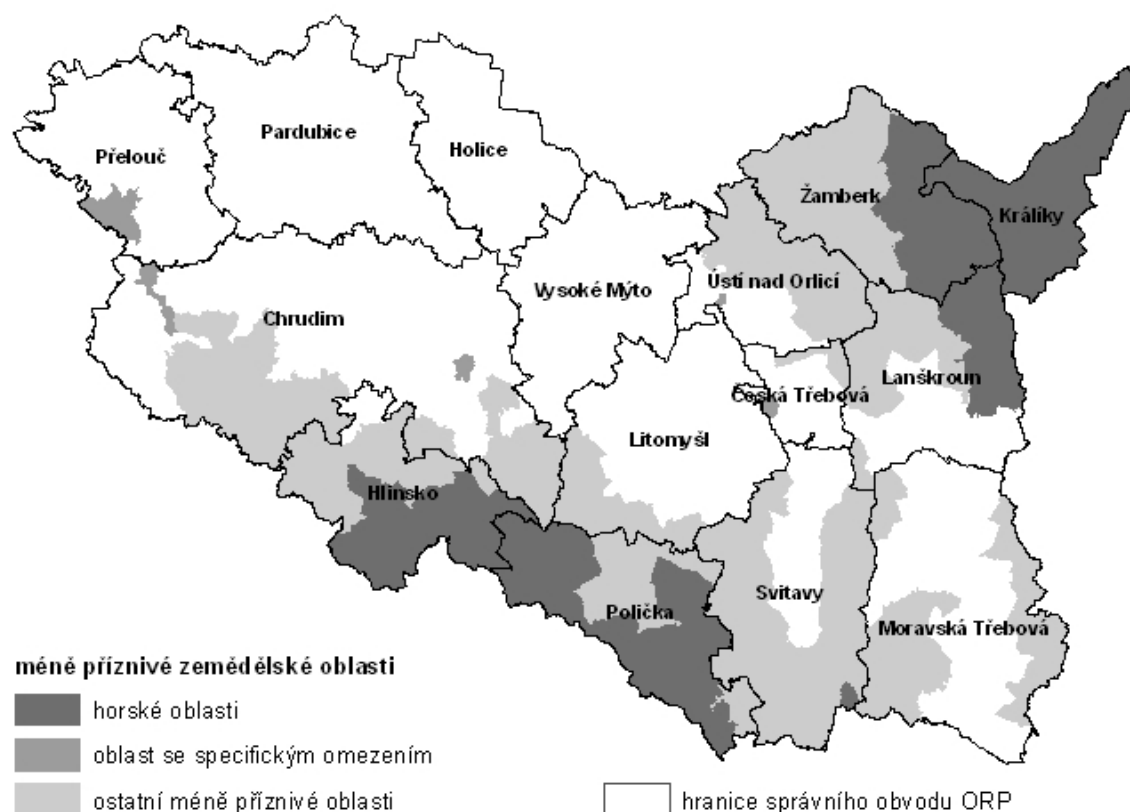 Pardubice
Přelouč
Holice
Žamberk
Králíky
Ústí nad Orlicí
Vysoké Mýto
Chrudim
Lanškroun
Česká Třebová
Litomyšl
Hlinsko
Svitavy
Polička
Moravská Třebová
méně příznivé zemědělské oblasti
horské oblasti
oblast se specifickým omezením
ostatní méně příznivé oblasti
hranice správního obvodu ORP